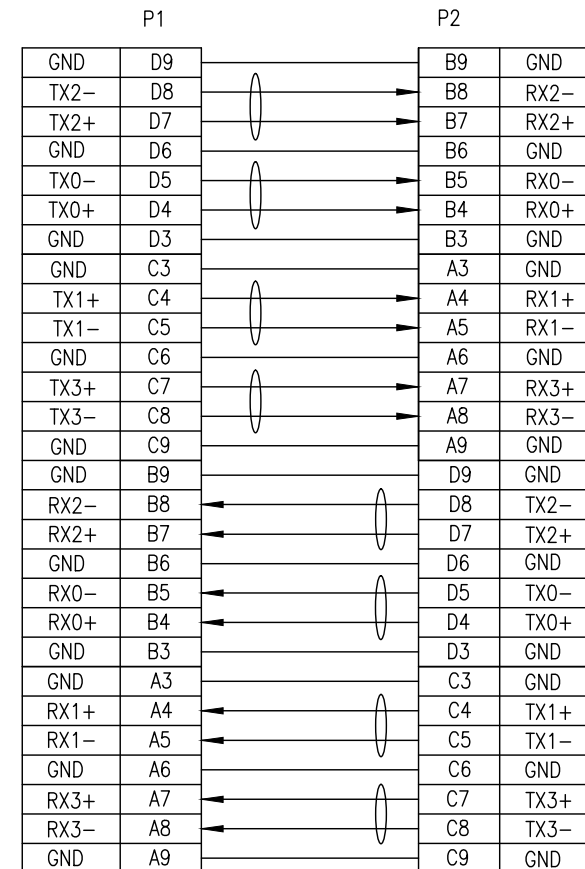 P1 P2
GND D9 B9 GND
TX2- D8 B8 RX2-
TX2+ D7 B7 RX2+
GND D6 B6 GND
TX0- D5 B5 RX0-
TX0+ D4 B4 RX0+
GND D3 B3 GND
GND C3 A3 GND
TX1+ C4 A4 RX1+
TX1- C5 A5 RX1-
GND C6 A6 GND
TX3+ C7 A7 RX3+
TX3- C8 A8 RX3-
GND C9 A9 GND
GND B9 D9 GND
RX2- B8 D8 TX2-
RX2+ B7 D7 TX2+
GND B6 D6 GND
RX0- B5 D5 TX0-
RX0+ B4 D4 TX0+
GND B3 D3 GND
GND A3 C3 GND
RX1+ A4 C4 TX1+
RX1- A5 C5 TX1-
GND A6 C6 GND
RX3+ A7 C7 TX3+
RX3- A8 C8 TX3-
GND A9 C9 GND